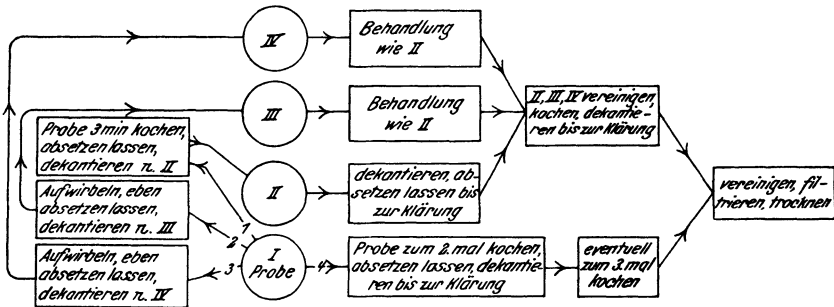 IV
Behandlung
wie II
III
Behandlung
wie II
II, III, IV vereinigen,
kochen, dekantie-
ren bis zur Klärung
Probe 3 min kochen,
absetzen lassen,
dekantieren n. II
II
dekantieren, ab-
setzen lassen bis
zur Klärung
vereinigen, fil-
trieren, trocknen
Aufwirbeln, eben
absetzen lassen,
dekantieren n. III
1
2
3
4
I
Probe
Probe zum 2. mal kochen,
absetzen lassen, dekantie-
ren bis zur Klärung
eventuell
zum 3. mal
kochen
Aufwirbeln, eben
absetzen lassen,
dekantieren n. IV